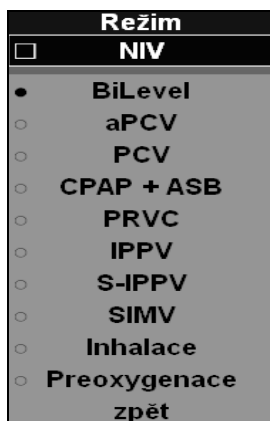 Režim
NIV
BiLevel
aPCV
PCV
CPAP + ASB
PRVC
IPPV
S-IPPV
SIMV
Inhalace
Preoxygenace
zpět